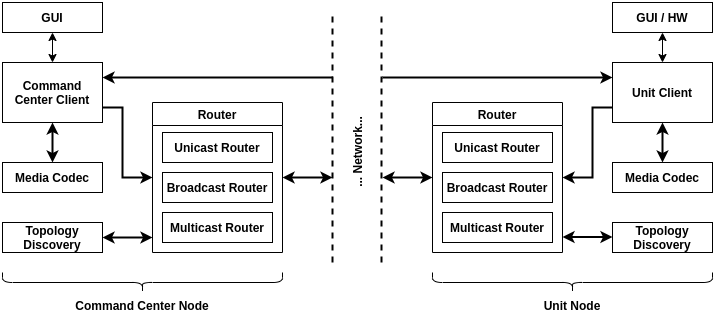 GUI
Command
Center Client
Media Codec
Topology
Discovery
Router
Unicast Router
Broadcast Router
Multicast Router
Command Center Node
... Network...
Router
Unicast Router
Broadcast Router
Multicast Router
GUI / HW
Unit Client
Media Codec
Topology
Discovery
Unit Node